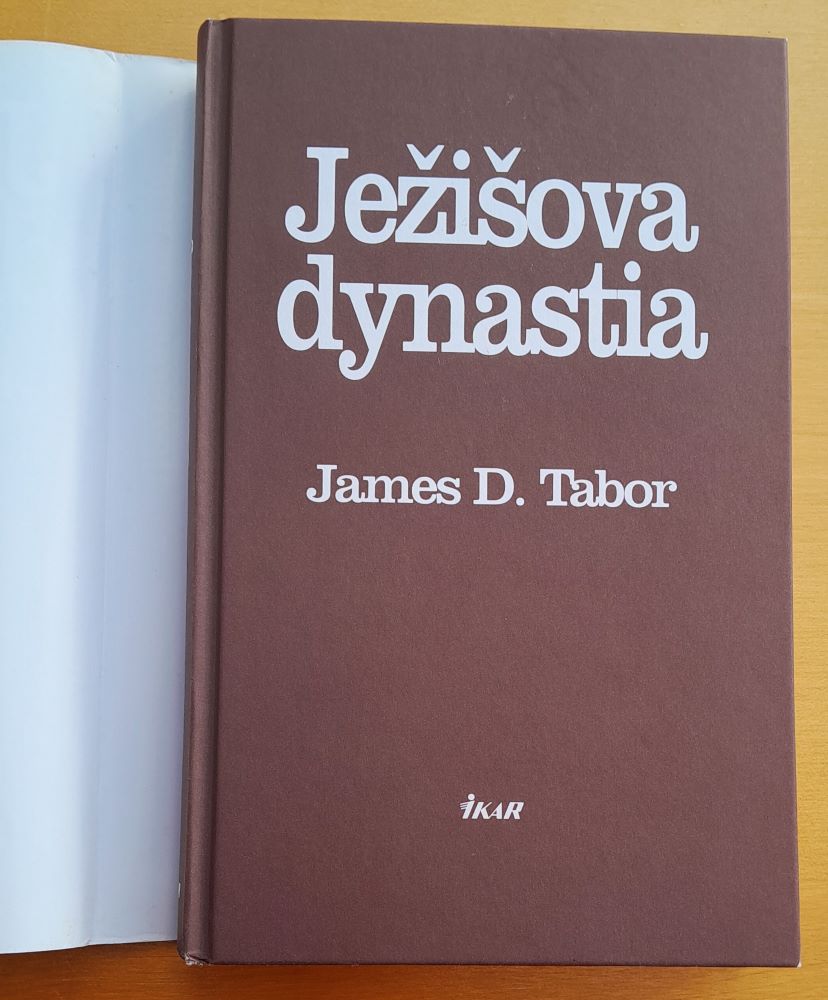 Ježišova
dynastia
James D. Tabor
IKAR